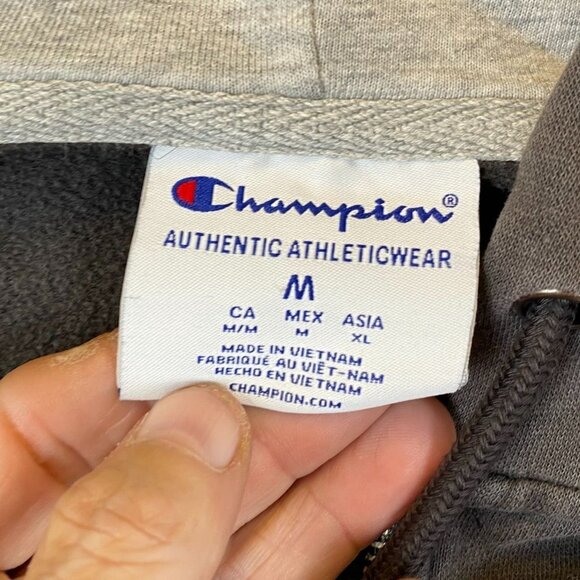 Champion®
AUTHENTIC ATHLETICWEAR
M
CA MEX ASIA
M/M M XL
MADE IN VIETNAM
FABRIQUÉ AU VIÊT-NAM
HECHO EN VIETNAM
CHAMPION.COM